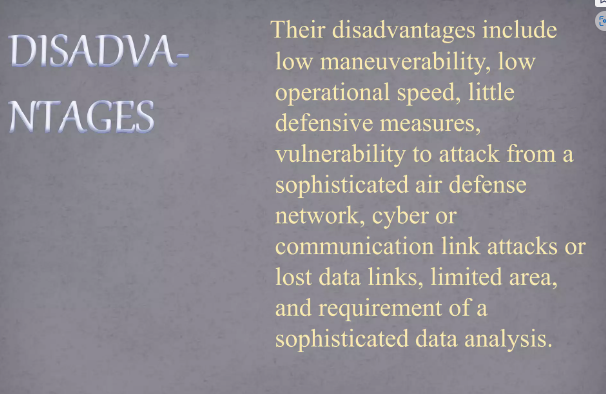 DISADVA-
NTAGES
Their disadvantages include
low maneuverability, low
operational speed, little
defensive measures,
vulnerability to attack from a
sophisticated air defense
network, cyber or
communication link attacks or
lost data links, limited area,
and requirement of a
sophisticated data analysis.